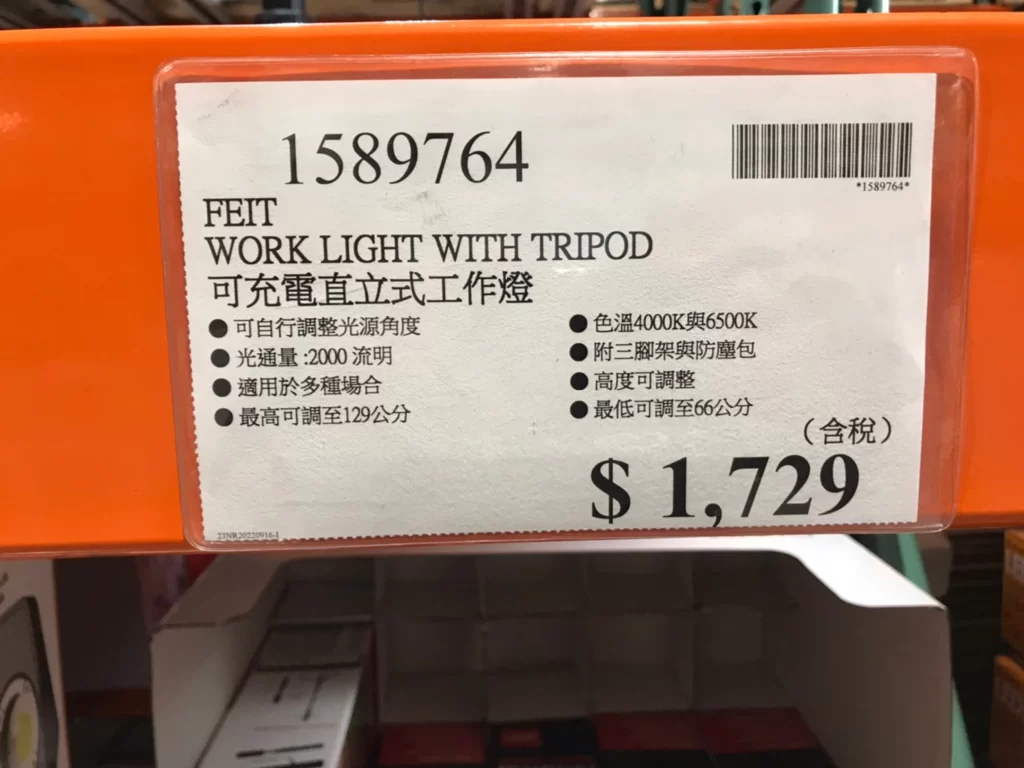 1589764
*1589764*
FEIT
WORK LIGHT WITH TRIPOD
可充電直立式工作燈
●可自行調整光源角度
●光通量:2000 流明
●適用於多種場合
●最高可調至129公分
●色溫4000K與6500K
●附三腳架與防塵包
●高度可調整
●最低可調至66公分
（含稅）
$ 1,729
23NR20220916-1